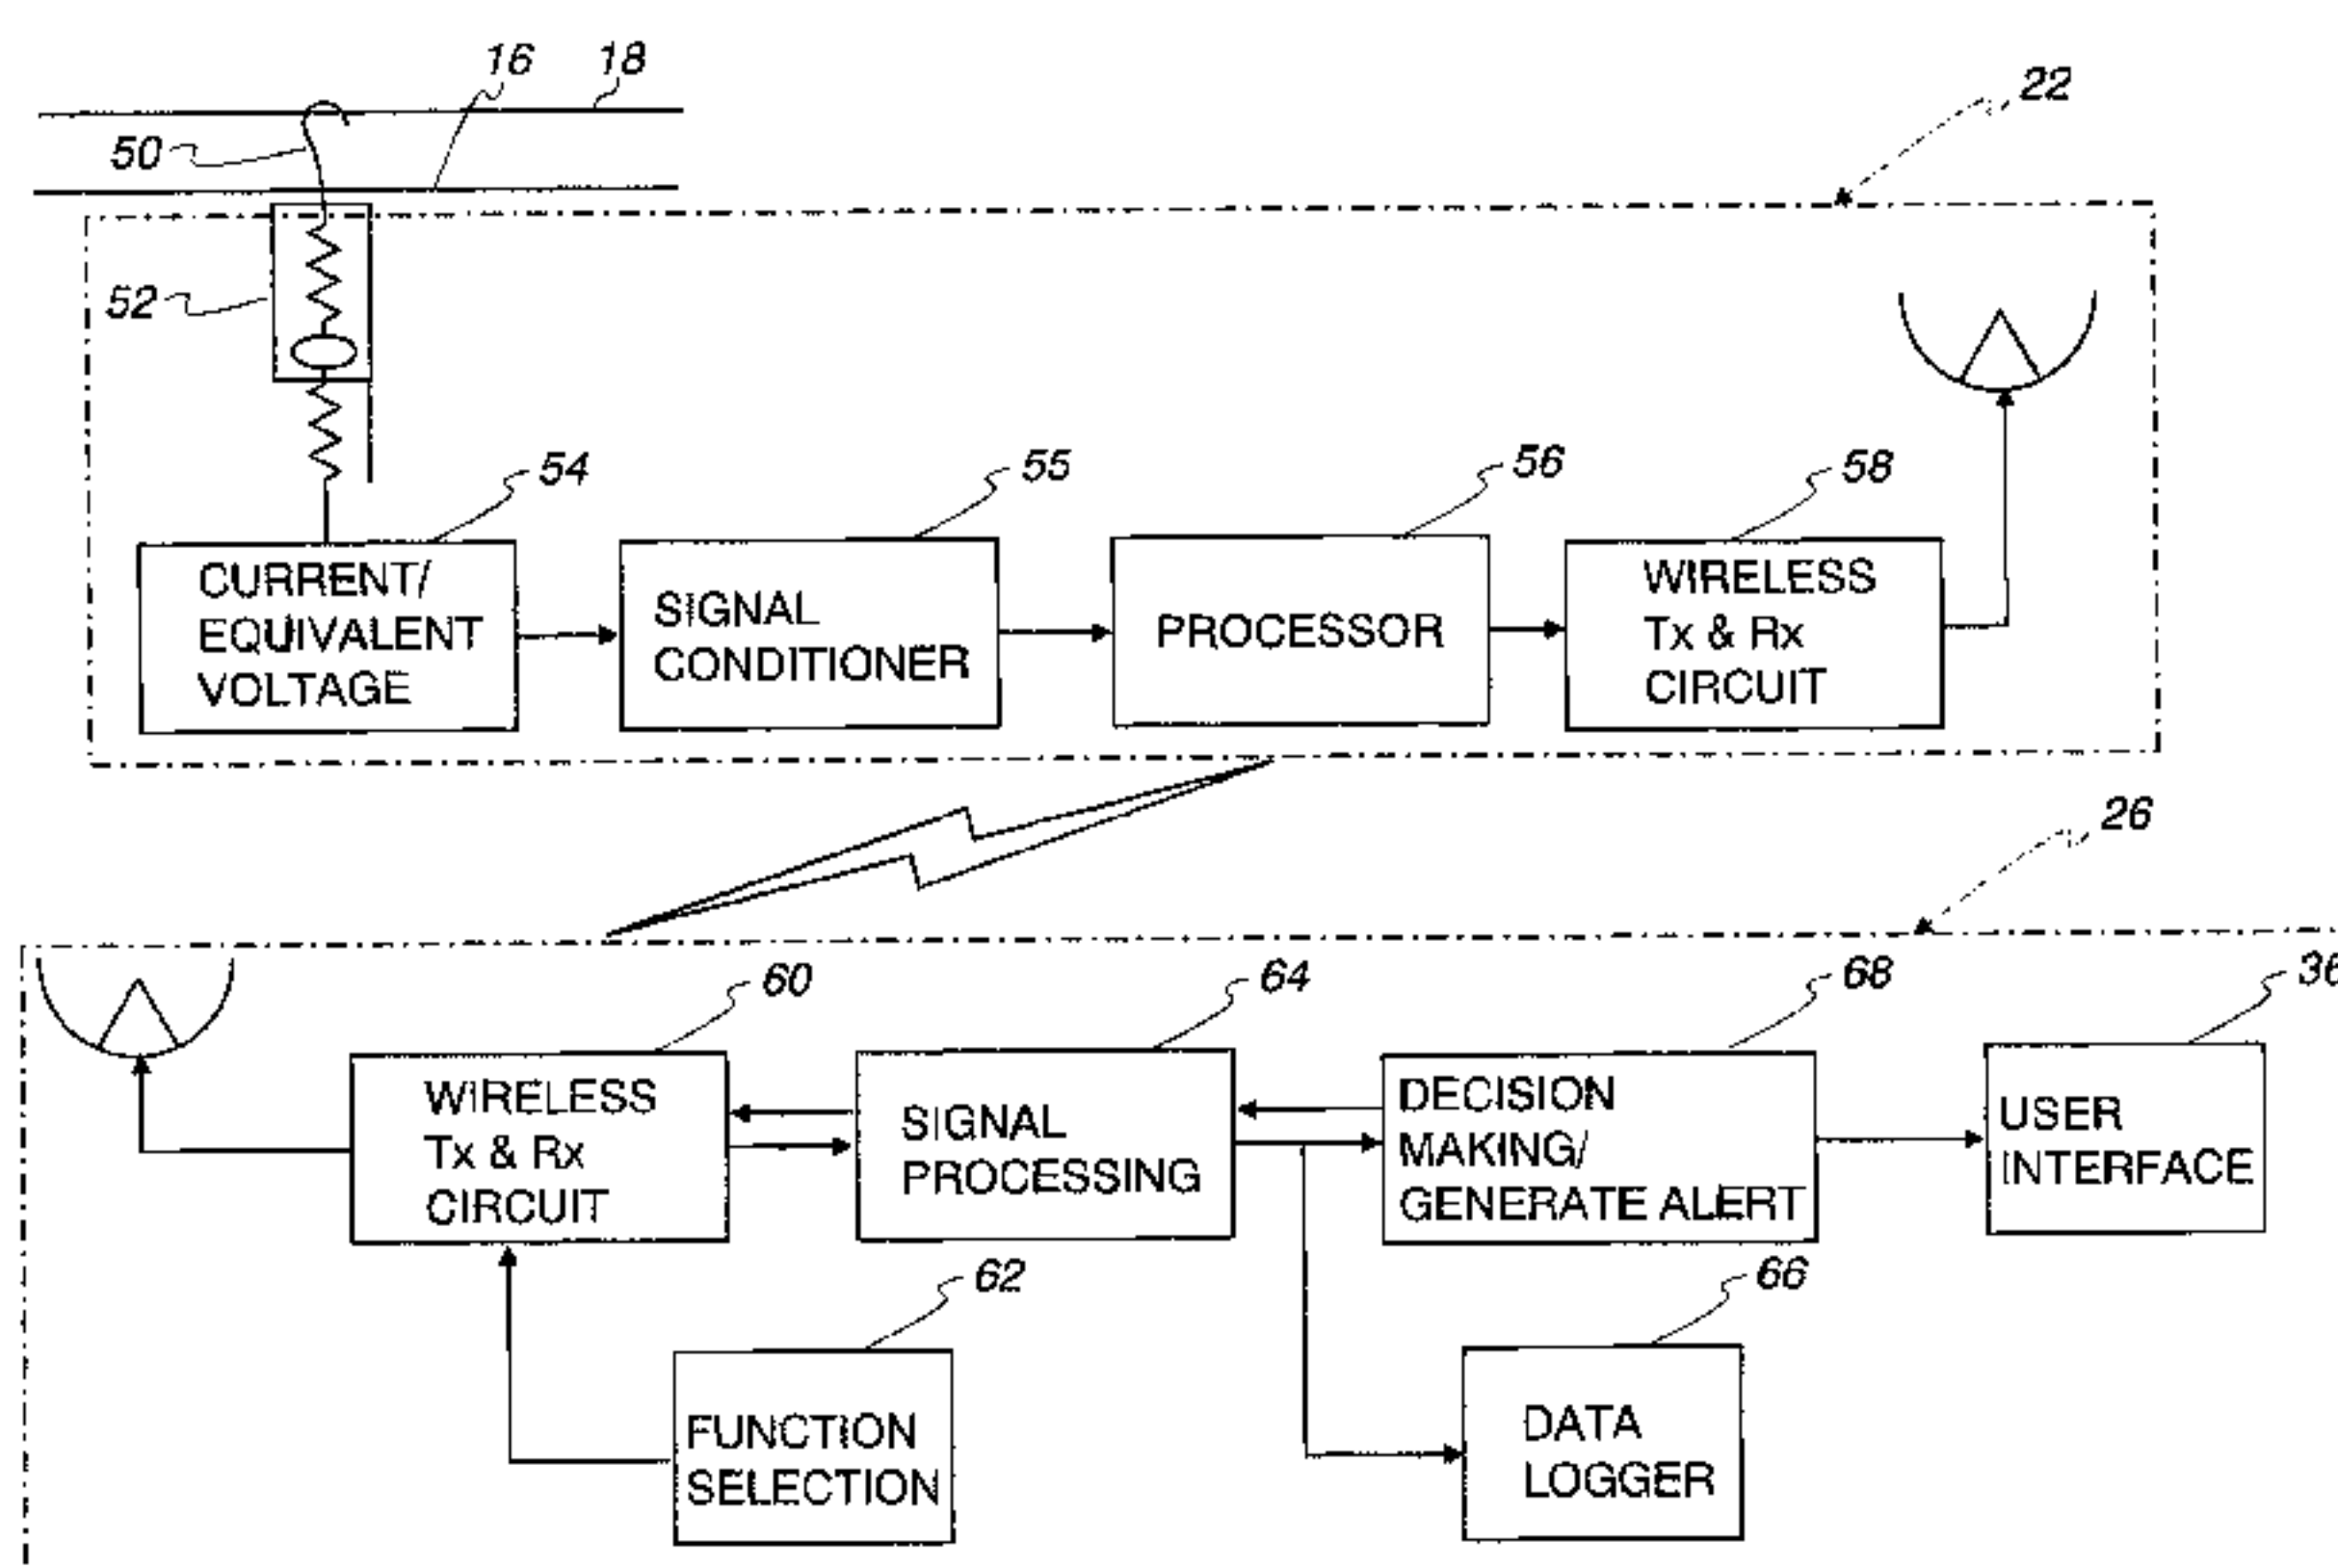 16
18
22
50
52
54
55
56
58
CURRENT/
EQUIVALENT
VOLTAGE
SIGNAL
CONDITIONER
PROCESSOR
WIRELESS
Tx & Rx
CIRCUIT
26
60
64
68
36
WIRELESS
Tx & Rx
CIRCUIT
SIGNAL
PROCESSING
DECISION
MAKING/
GENERATE ALERT
USER
INTERFACE
62
66
FUNCTION
SELECTION
DATA
LOGGER